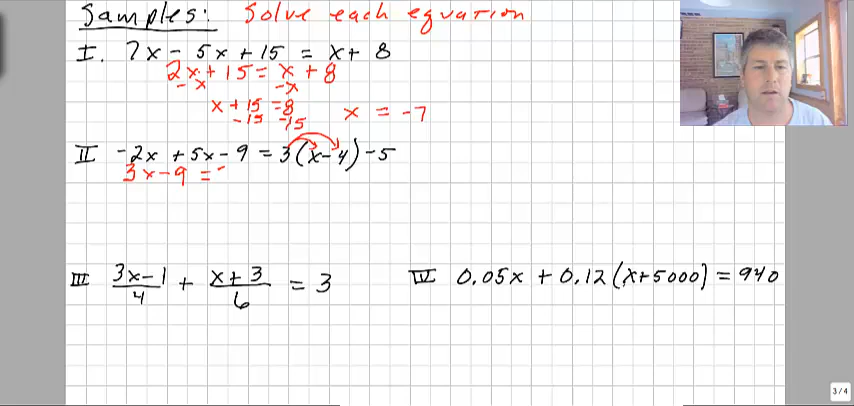 Samples: Solve each equation
I. 7x - 5x + 15 = x + 8
2x + 15 = x + 8
-x -x
x + 15 = 8 x = -7
-15 -15
II -2x + 5x - 9 = 3(x-4) - 5
3x - 9 =
III (3x-1)/4 + (x+3)/6 = 3 IV 0.05x + 0.12(x+5000) = 940
3/4